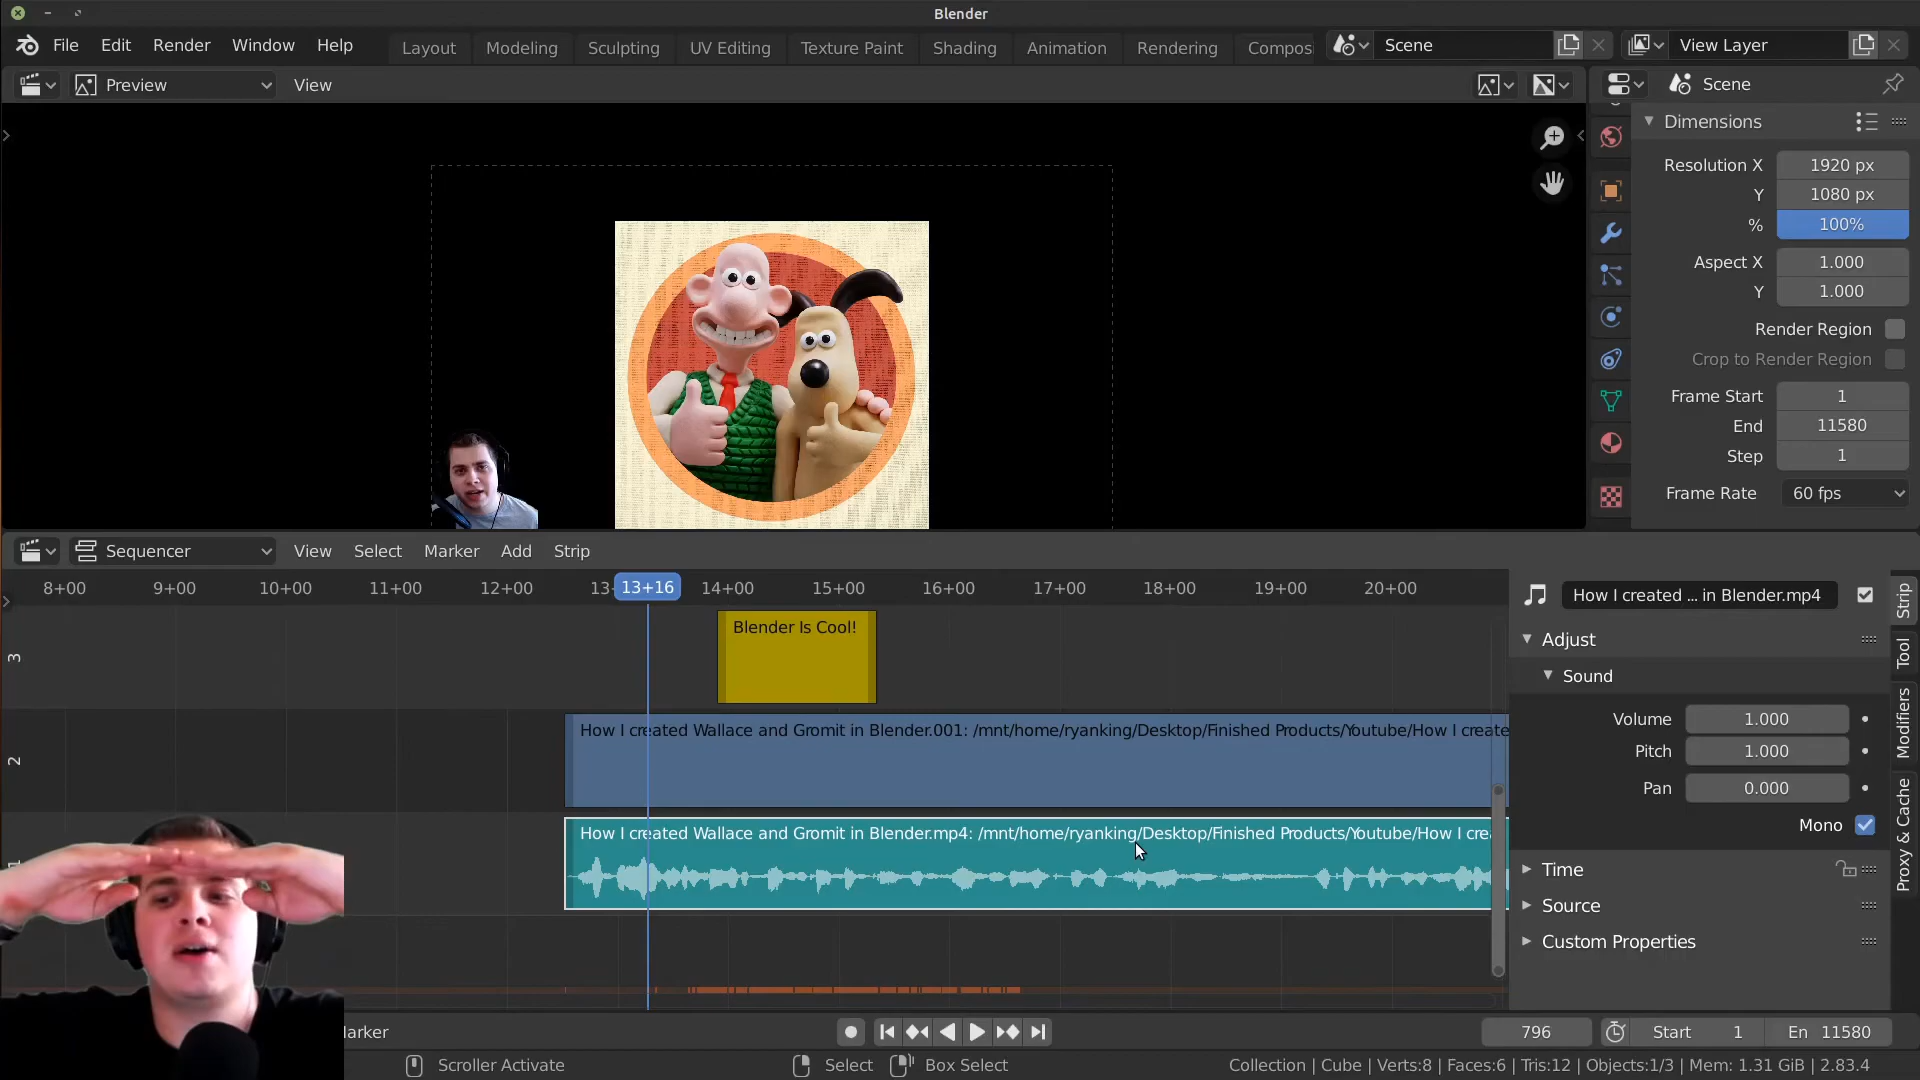 Blender
File Edit Render Window Help Layout Modeling Sculpting UV Editing Texture Paint Shading Animation Rendering Compos Scene View Layer
Preview View Scene
Dimensions
Resolution X 1920 px
Y 1080 px
% 100%
Aspect X 1.000
Y 1.000
Render Region
Crop to Render Region
Frame Start 1
End 11580
Step 1
Frame Rate 60 fps
Sequencer View Select Marker Add Strip
8+00 9+00 10+00 11+00 12+00 13+ 13+16 14+00 15+00 16+00 17+00 18+00 19+00 20+00
3
Blender Is Cool!
2
How I created Wallace and Gromit in Blender.001: /mnt/home/ryanking/Desktop/Finished Products/Youtube/How I create
1
How I created Wallace and Gromit in Blender.mp4: /mnt/home/ryanking/Desktop/Finished Products/Youtube/How I crea
How I created ... in Blender.mp4
Adjust
Sound
Volume 1.000
Pitch 1.000
Pan 0.000
Mono
Time
Source
Custom Properties
Strip
Tool
Modifiers
Proxy & Cache
larker 796 Start 1 En 11580
Scroller Activate Select Box Select Collection | Cube | Verts:8 | Faces:6 | Tris:12 | Objects:1/3 | Mem: 1.31 GiB | 2.83.4